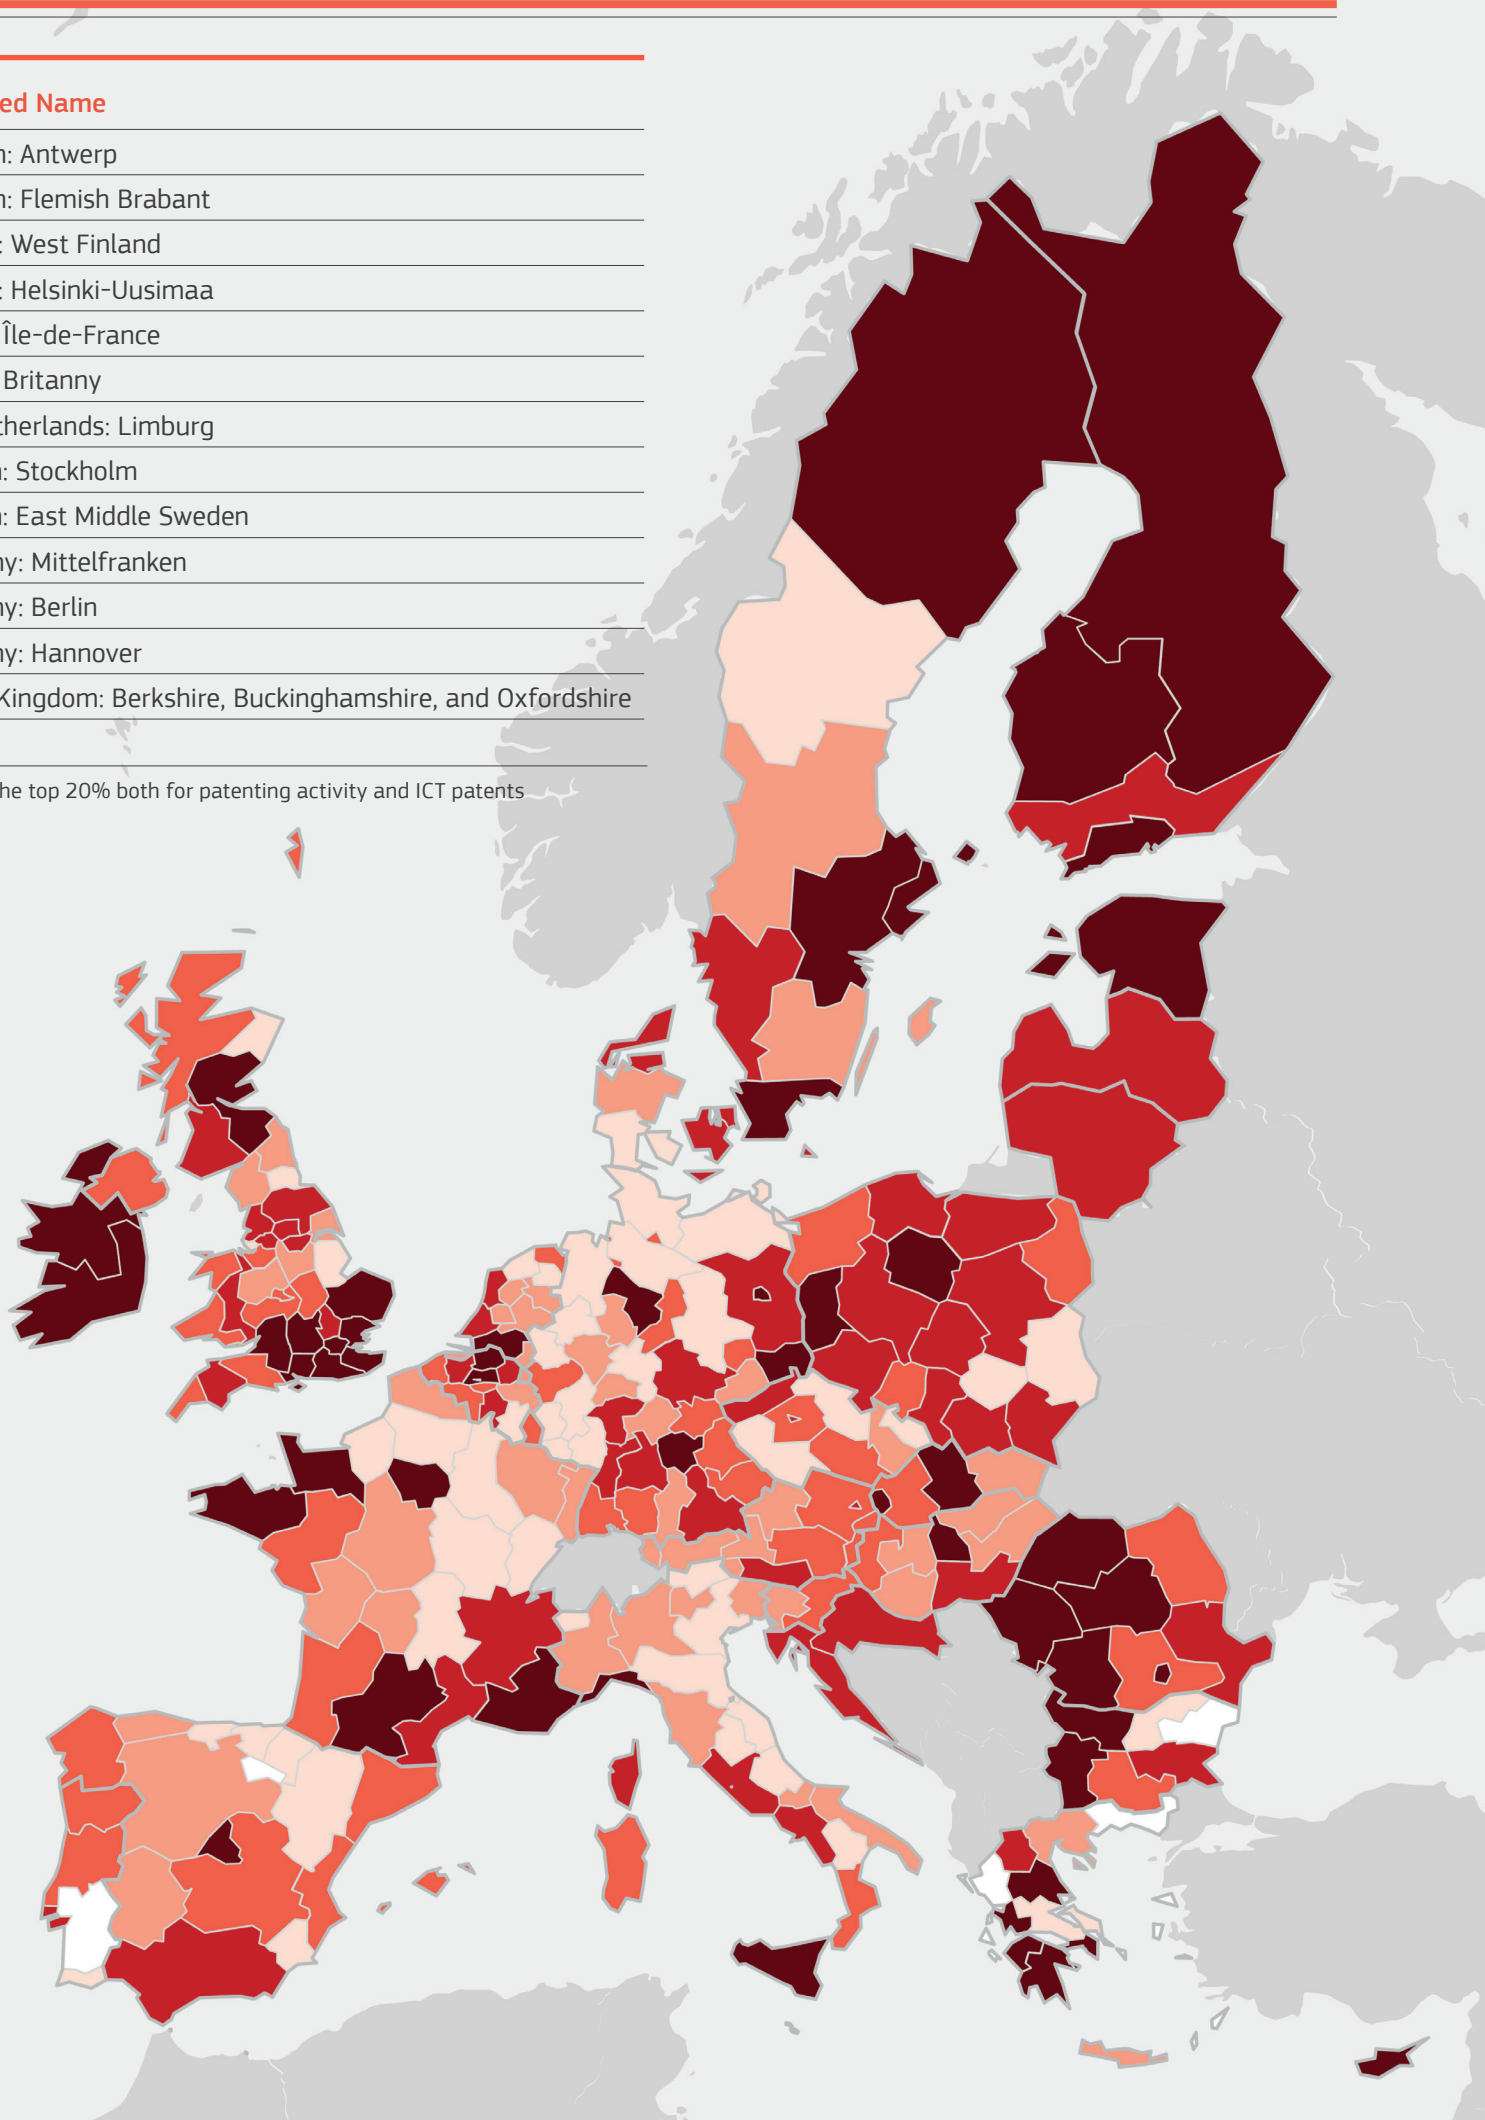 ed Name
n: Antwerp
n: Flemish Brabant
: West Finland
: Helsinki-Uusimaa
Île-de-France
Britanny
therlands: Limburg
n: Stockholm
n: East Middle Sweden
ny: Mittelfranken
ny: Berlin
ny: Hannover
Kingdom: Berkshire, Buckinghamshire, and Oxfordshire
he top 20% both for patenting activity and ICT patents